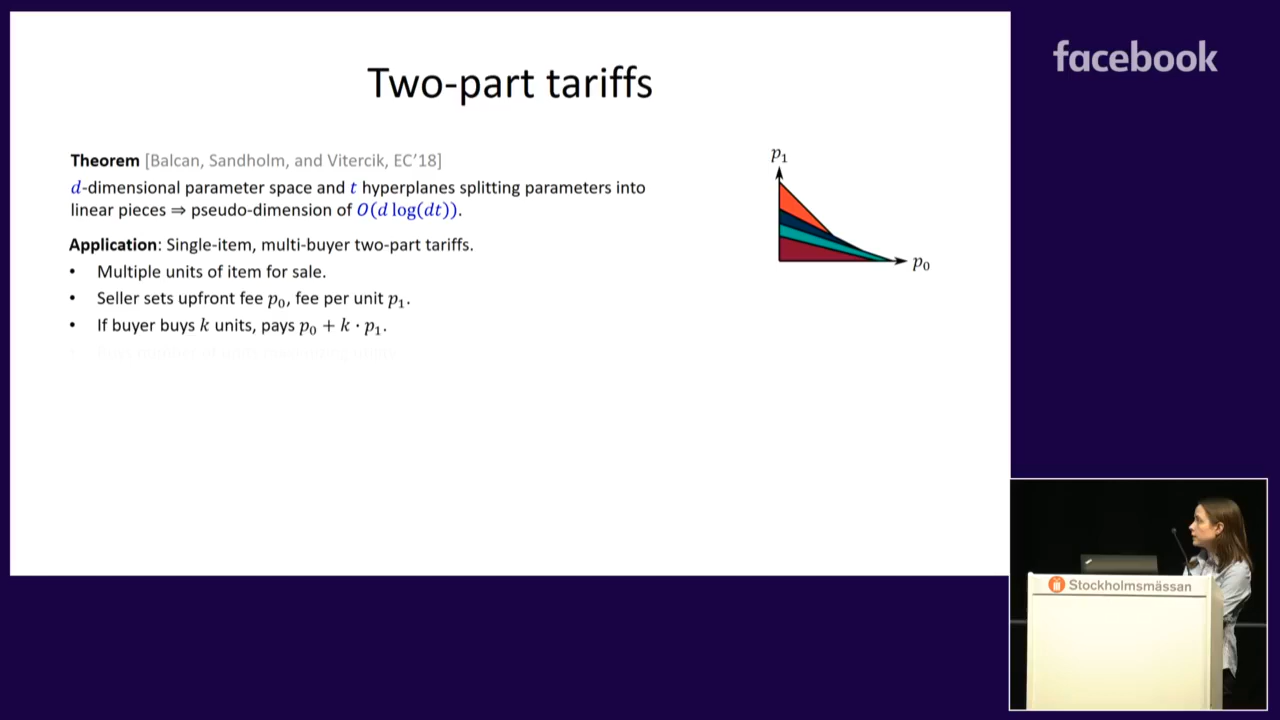 facebook
Two-part tariffs
Theorem [Balcan, Sandholm, and Vitercik, EC'18]
d-dimensional parameter space and t hyperplanes splitting parameters into
linear pieces ⇒ pseudo-dimension of O(d log(dt)).
Application: Single-item, multi-buyer two-part tariffs.
• Multiple units of item for sale.
• Seller sets upfront fee p₀, fee per unit p₁.
• If buyer buys k units, pays p₀ + k · p₁.
p₁
p₀
Stockholmsmässan